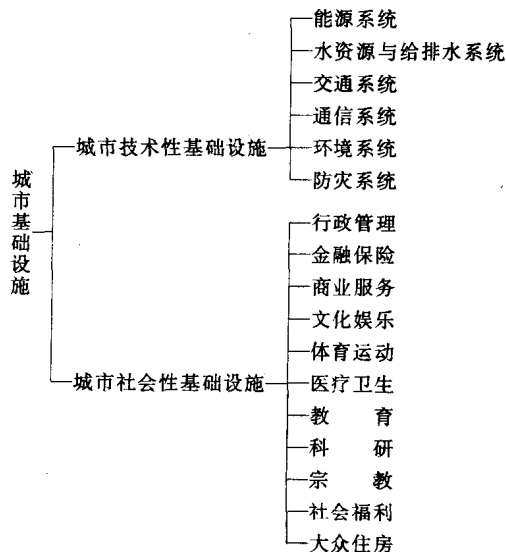 城市基础设施
城市技术性基础设施
能源系统
水资源与给排水系统
交通系统
通信系统
环境系统
防灾系统
城市社会性基础设施
行政管理
金融保险
商业服务
文化娱乐
体育运动
医疗卫生
教 育
科 研
宗 教
社会福利
大众住房